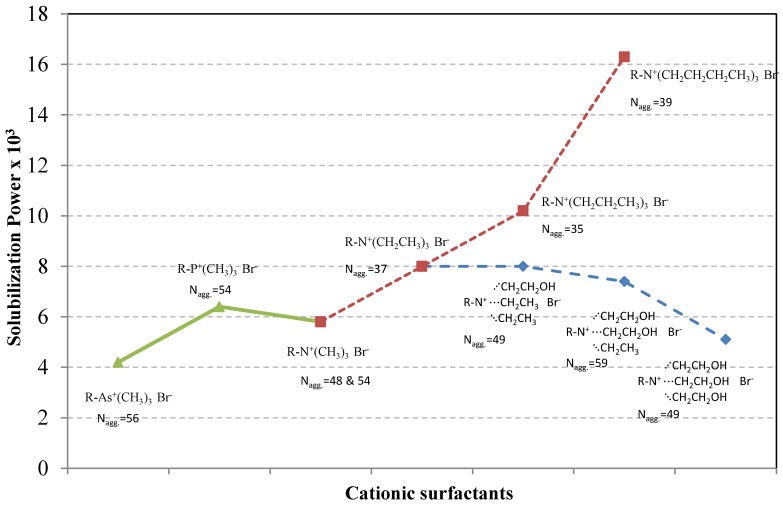 18
16
14
12
10
8
6
4
2
0
Solubilization Power x 10³
Cationic surfactants
R-As⁺(CH₃)₃ Br⁻
Nagg.=56
R-P⁺(CH₃)₃ Br⁻
Nagg.=54
R-N⁺(CH₃)₃ Br⁻
Nagg.=48 & 54
R-N⁺(CH₂CH₃)₃ Br⁻
Nagg.=37
R-N⁺(CH₂CH₂CH₃)₃ Br⁻
Nagg.=35
R-N⁺(CH₂CH₂CH₂CH₃)₃ Br⁻
Nagg.=39
CH₂CH₂OH
R-N⁺ CH₂CH₃ Br⁻
CH₂CH₃
Nagg.=49
CH₂CH₂OH
R-N⁺ CH₂CH₂OH Br⁻
CH₂CH₃
Nagg.=59
CH₂CH₂OH
R-N⁺ CH₂CH₂OH Br⁻
CH₂CH₂OH
Nagg.=49